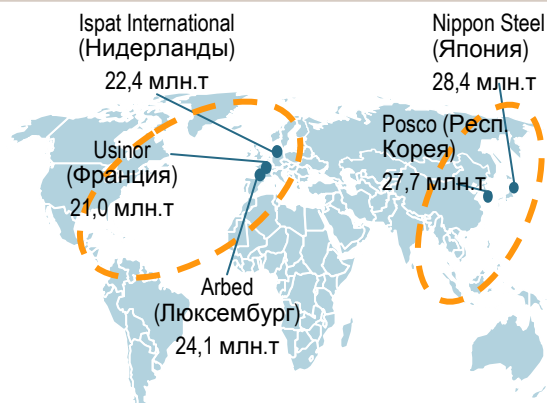 Ispat International
(Нидерланды)
22,4 млн.т
Nippon Steel
(Япония)
28,4 млн.т
Usinor
(Франция)
21,0 млн.т
Posco (Респ.
Корея)
27,7 млн.т
Arbed
(Люксембург)
24,1 млн.т